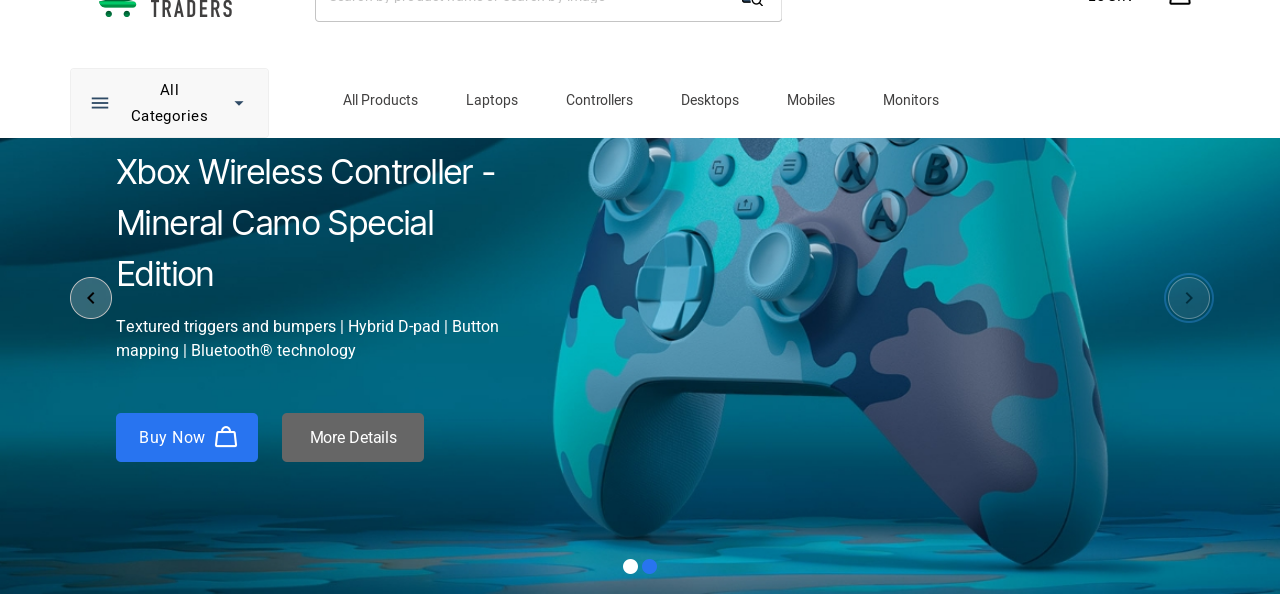 TRADERS
All
Categories
All Products
Laptops
Controllers
Desktops
Mobiles
Monitors
Xbox Wireless Controller -
Mineral Camo Special
Edition
Textured triggers and bumpers | Hybrid D-pad | Button
mapping | Bluetooth® technology
Buy Now
More Details
X
B
A